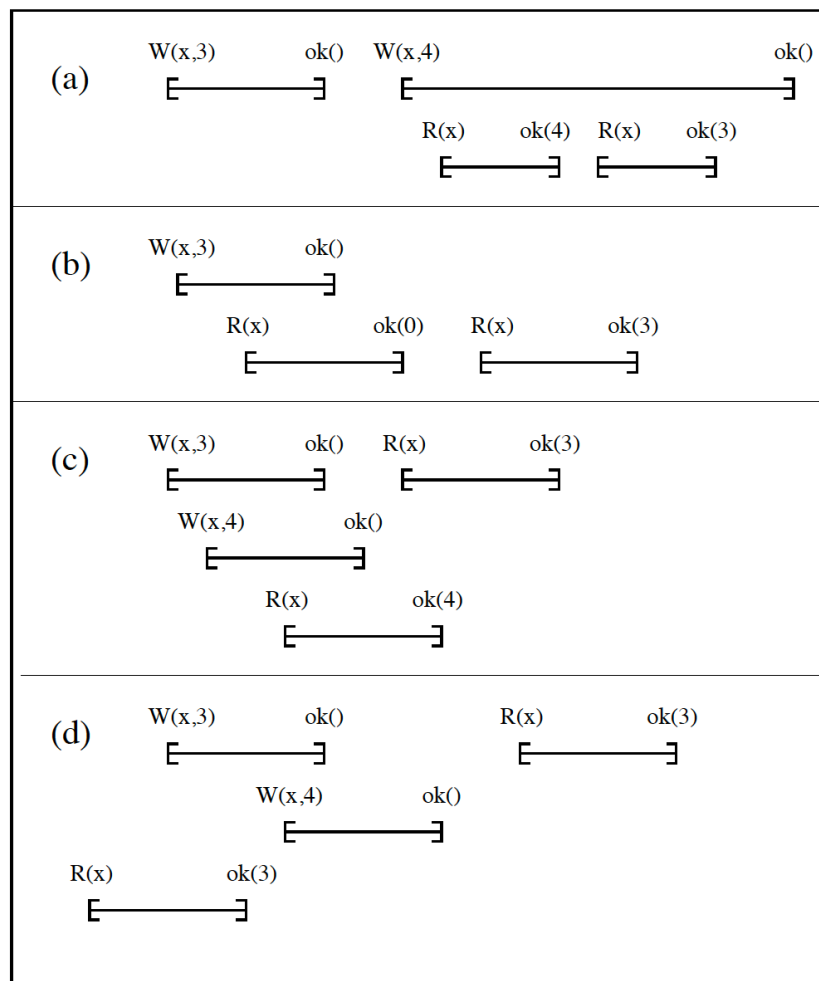 W(x,3) ok() W(x,4) ok()
(a)
R(x) ok(4) R(x) ok(3)
W(x,3) ok()
(b)
R(x) ok(0) R(x) ok(3)
W(x,3) ok() R(x) ok(3)
(c)
W(x,4) ok()
R(x) ok(4)
W(x,3) ok() R(x) ok(3)
(d)
W(x,4) ok()
R(x) ok(3)